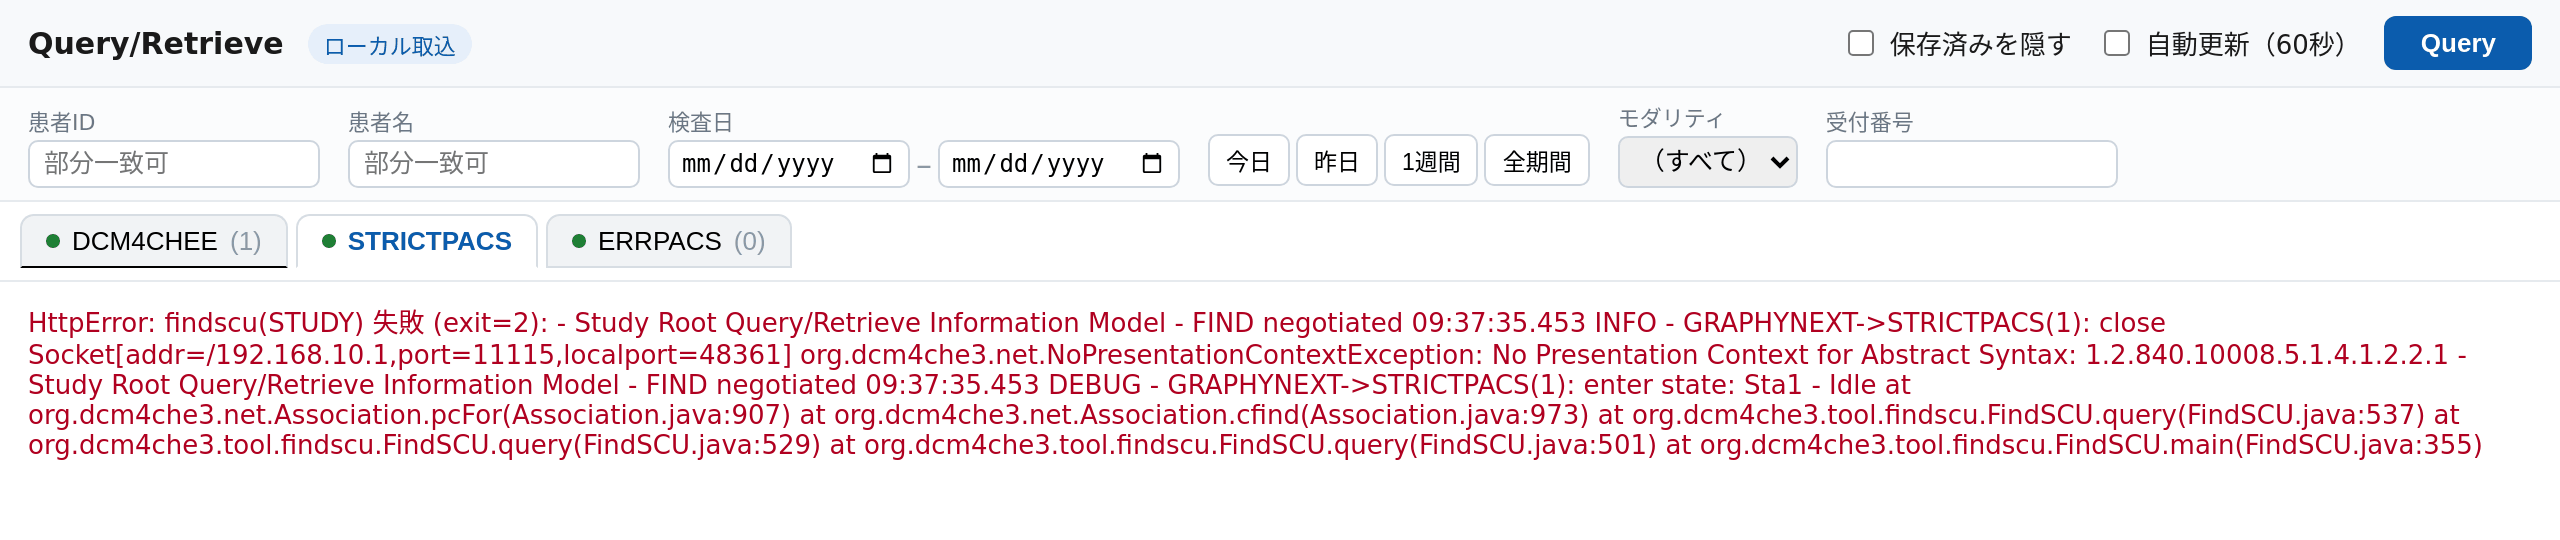 Query/Retrieve ローカル取込 保存済みを隠す 自動更新（60秒） Query
患者ID 患者名 検査日 モダリティ 受付番号
部分一致可 部分一致可 mm/dd/yyyy – mm/dd/yyyy 今日 昨日 1週間 全期間 （すべて）
DCM4CHEE (1) STRICTPACS ERRPACS (0)
HttpError: findscu(STUDY) 失敗 (exit=2): - Study Root Query/Retrieve Information Model - FIND negotiated 09:37:35.453 INFO - GRAPHYNEXT->STRICTPACS(1): close
Socket[addr=/192.168.10.1,port=11115,localport=48361] org.dcm4che3.net.NoPresentationContextException: No Presentation Context for Abstract Syntax: 1.2.840.10008.5.1.4.1.2.2.1 -
Study Root Query/Retrieve Information Model - FIND negotiated 09:37:35.453 DEBUG - GRAPHYNEXT->STRICTPACS(1): enter state: Sta1 - Idle at
org.dcm4che3.net.Association.pcFor(Association.java:907) at org.dcm4che3.net.Association.cfind(Association.java:973) at org.dcm4che3.tool.findscu.FindSCU.query(FindSCU.java:537) at
org.dcm4che3.tool.findscu.FindSCU.query(FindSCU.java:529) at org.dcm4che3.tool.findscu.FindSCU.query(FindSCU.java:501) at org.dcm4che3.tool.findscu.FindSCU.main(FindSCU.java:355)